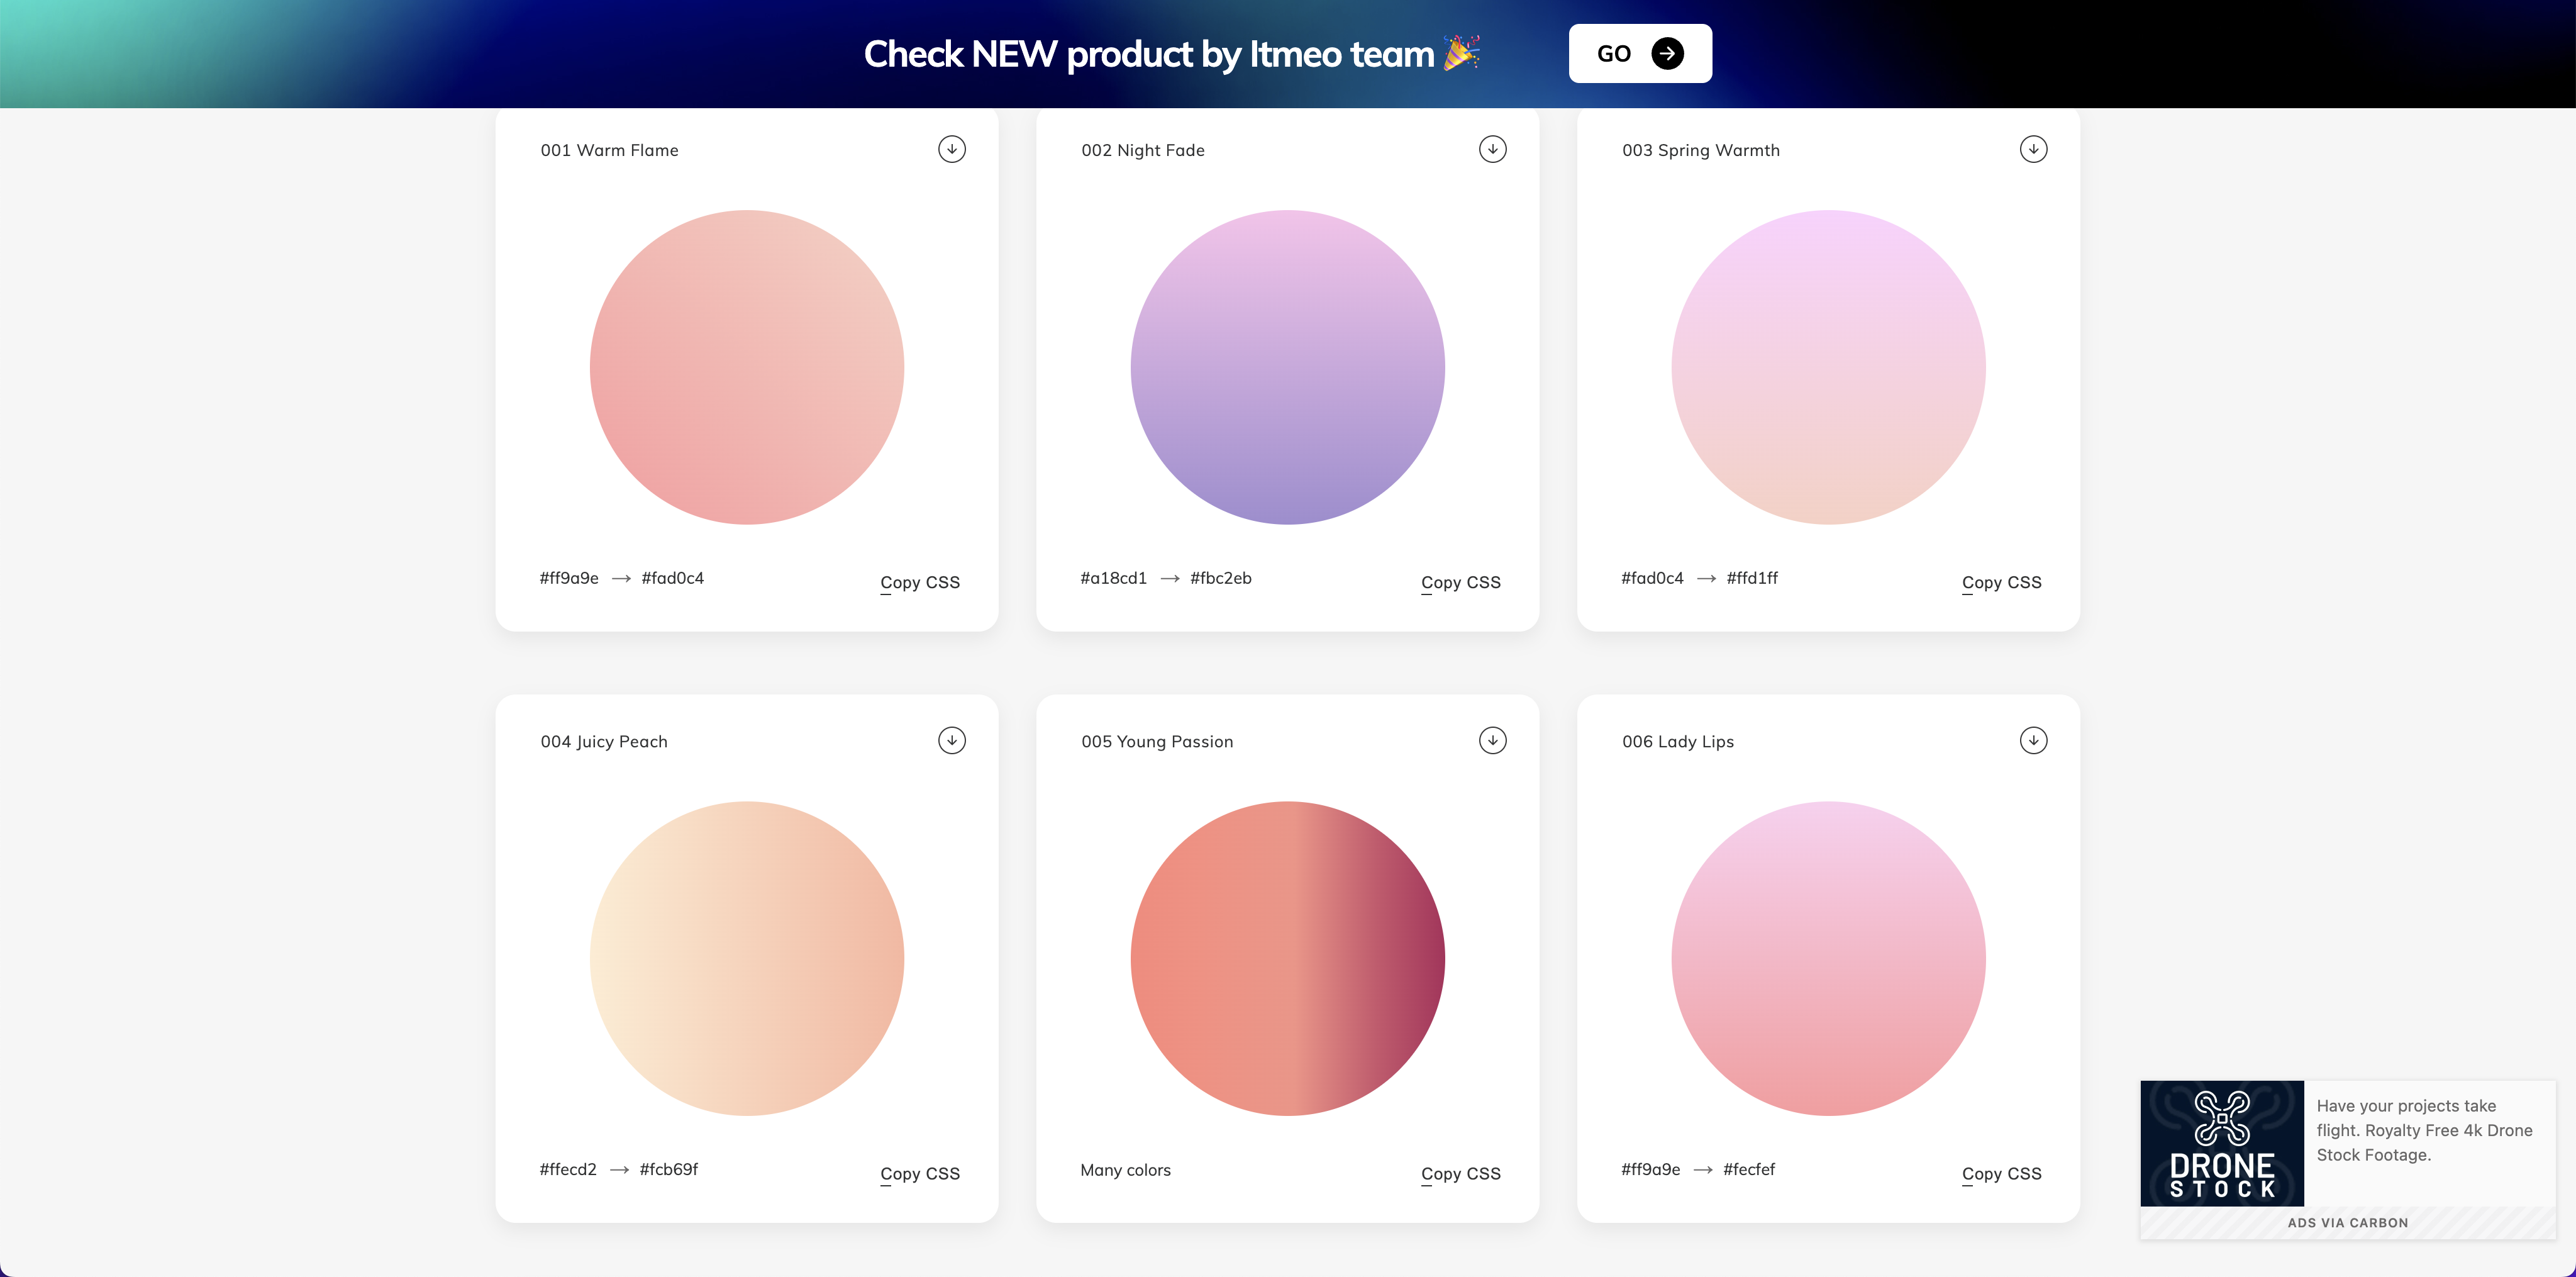 Check NEW product by Itmeo team 🎉
GO
001 Warm Flame
002 Night Fade
003 Spring Warmth
#ff9a9e → #fad0c4
Copy CSS
#a18cd1 → #fbc2eb
Copy CSS
#fad0c4 → #ffd1ff
Copy CSS
004 Juicy Peach
005 Young Passion
006 Lady Lips
#ffecd2 → #fcb69f
Copy CSS
Many colors
Copy CSS
#ff9a9e → #fecfef
Copy CSS
DRONE
STOCK
Have your projects take
flight. Royalty Free 4k Drone
Stock Footage.
ADS VIA CARBON